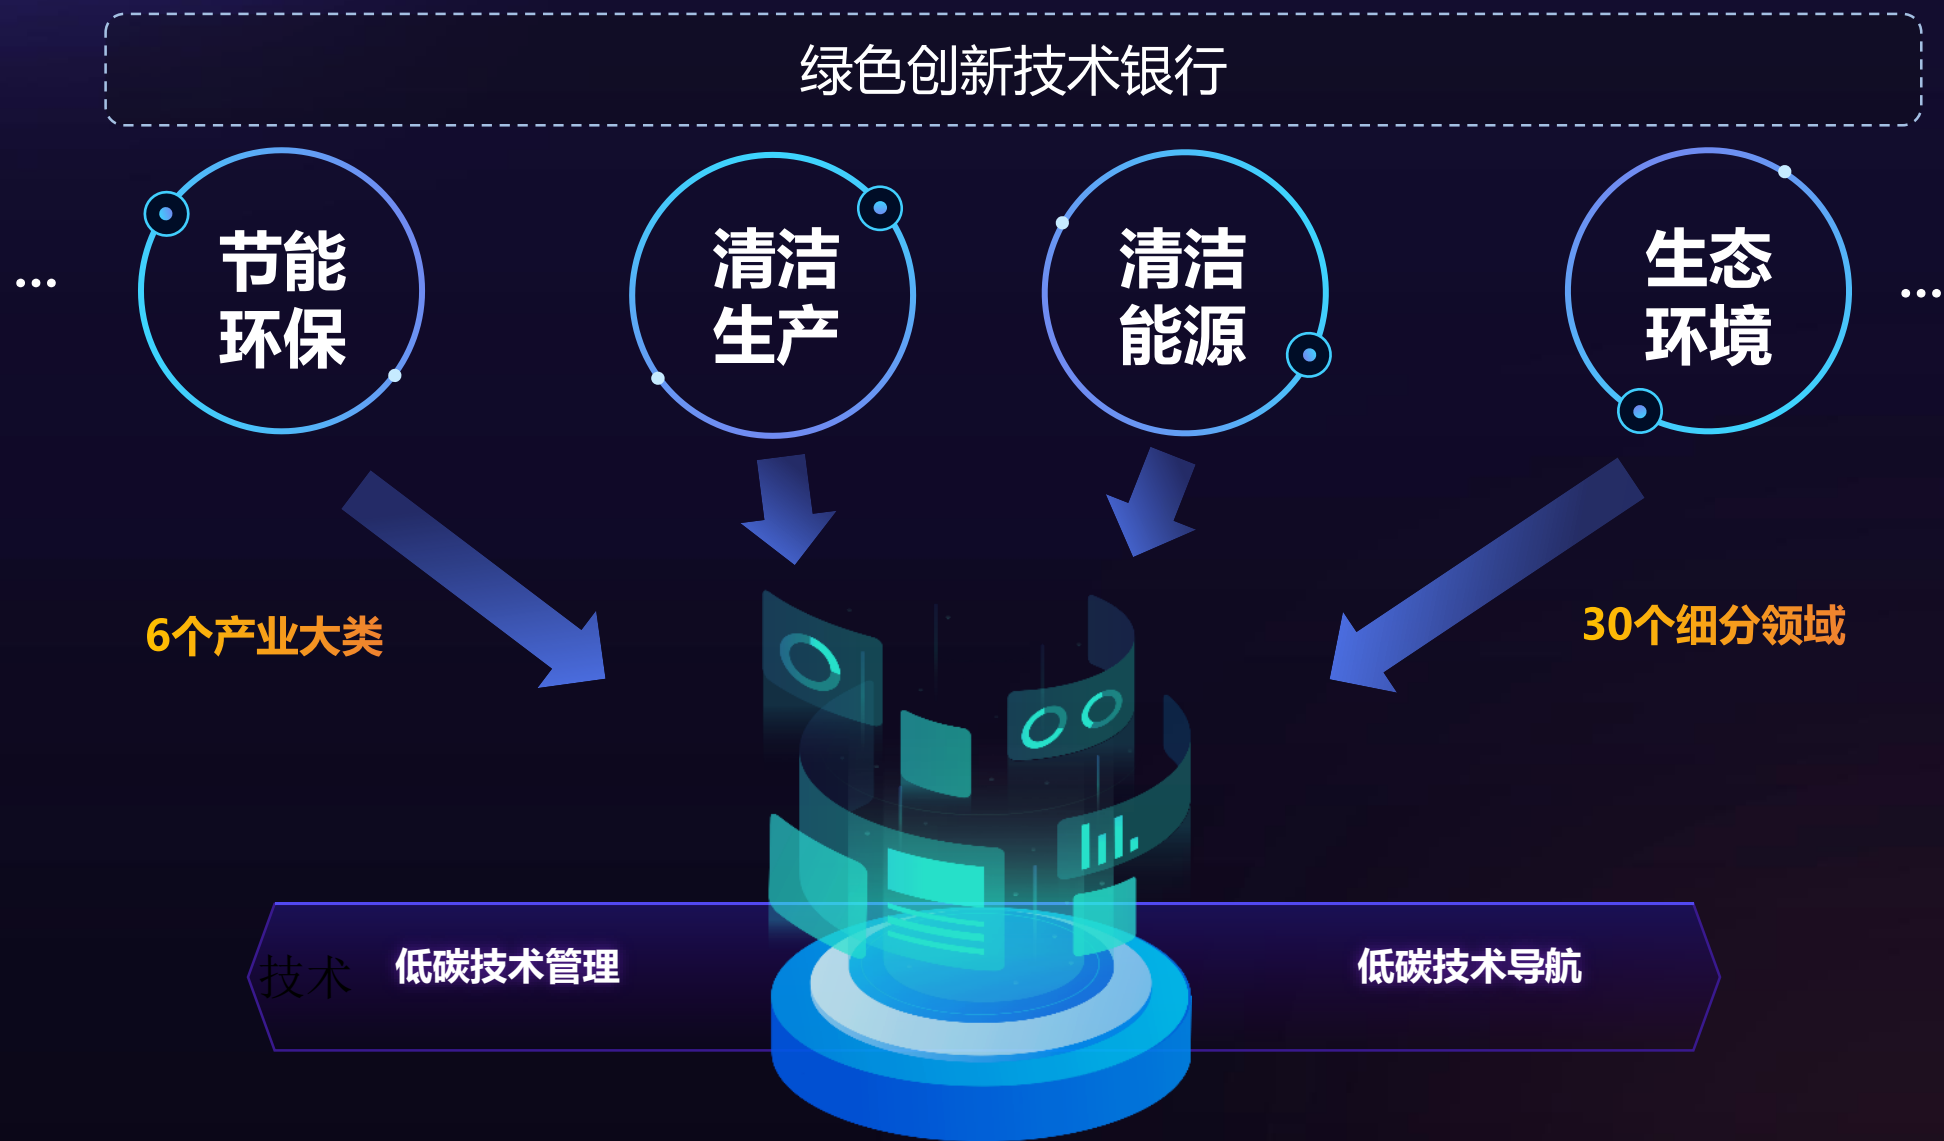 绿色创新技术银行
...
节能
环保
清洁
生产
清洁
能源
生态
环境
...
6个产业大类
30个细分领域
技术
低碳技术管理
低碳技术导航